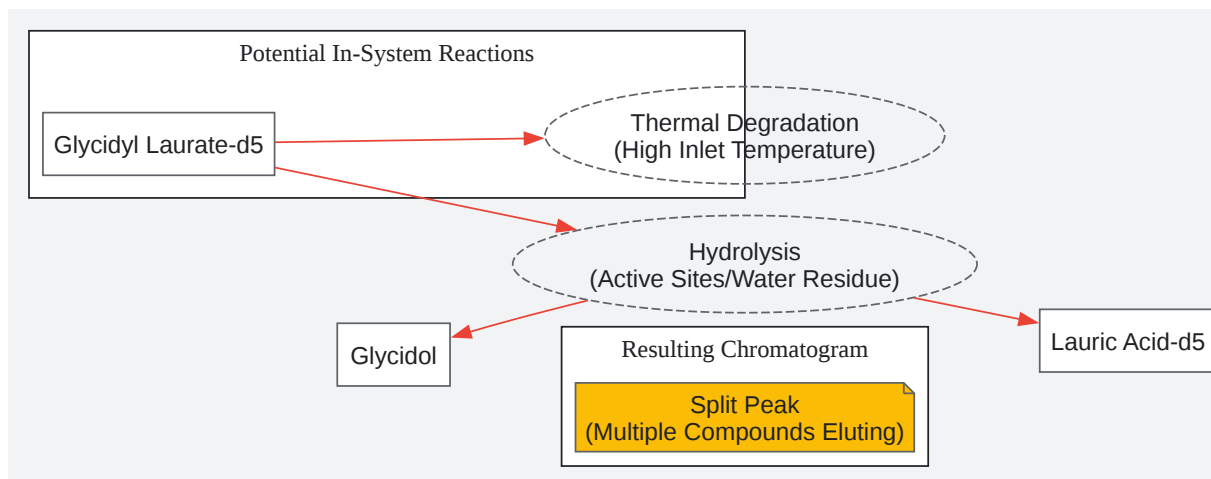 Potential In-System Reactions
Glycidyl Laurate-d5
Thermal Degradation
(High Inlet Temperature)
Hydrolysis
(Active Sites/Water Residue)
Glycidol
Lauric Acid-d5
Resulting Chromatogram
Split Peak
(Multiple Compounds Eluting)